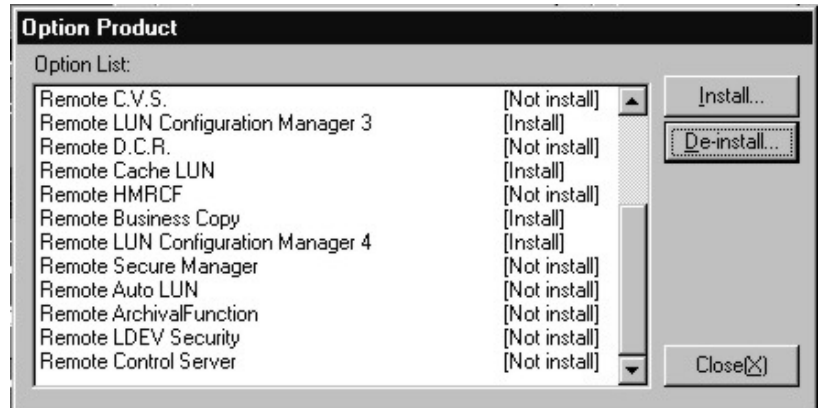 Option Product
Option List:
Remote C.V.S. [Not install]
Remote LUN Configuration Manager 3 [Install]
Remote D.C.R. [Not install]
Remote Cache LUN [Install]
Remote HMRCF [Not install]
Remote Business Copy [Install]
Remote LUN Configuration Manager 4 [Install]
Remote Secure Manager [Not install]
Remote Auto LUN [Not install]
Remote ArchivalFunction [Not install]
Remote LDEV Security [Not install]
Remote Control Server [Not install]
Install...
De-install...
Close(X)